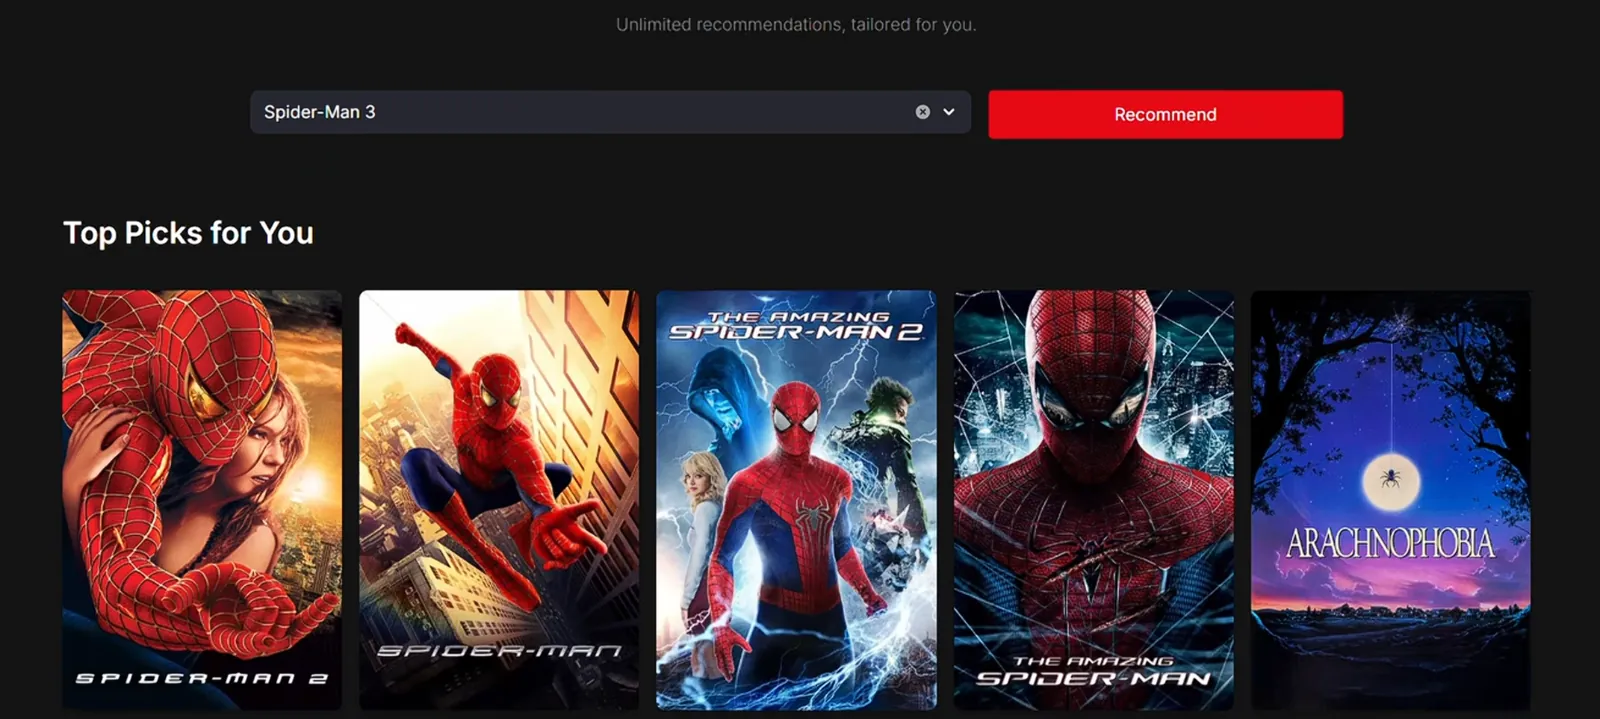 Unlimited recommendations, tailored for you.
Spider-Man 3
Recommend
Top Picks for You
SPIDER-MAN 2
SPIDER-MAN
THE AMAZING
SPIDER-MAN 2
THE AMAZING
SPIDER-MAN
ARACHNOPHOBIA